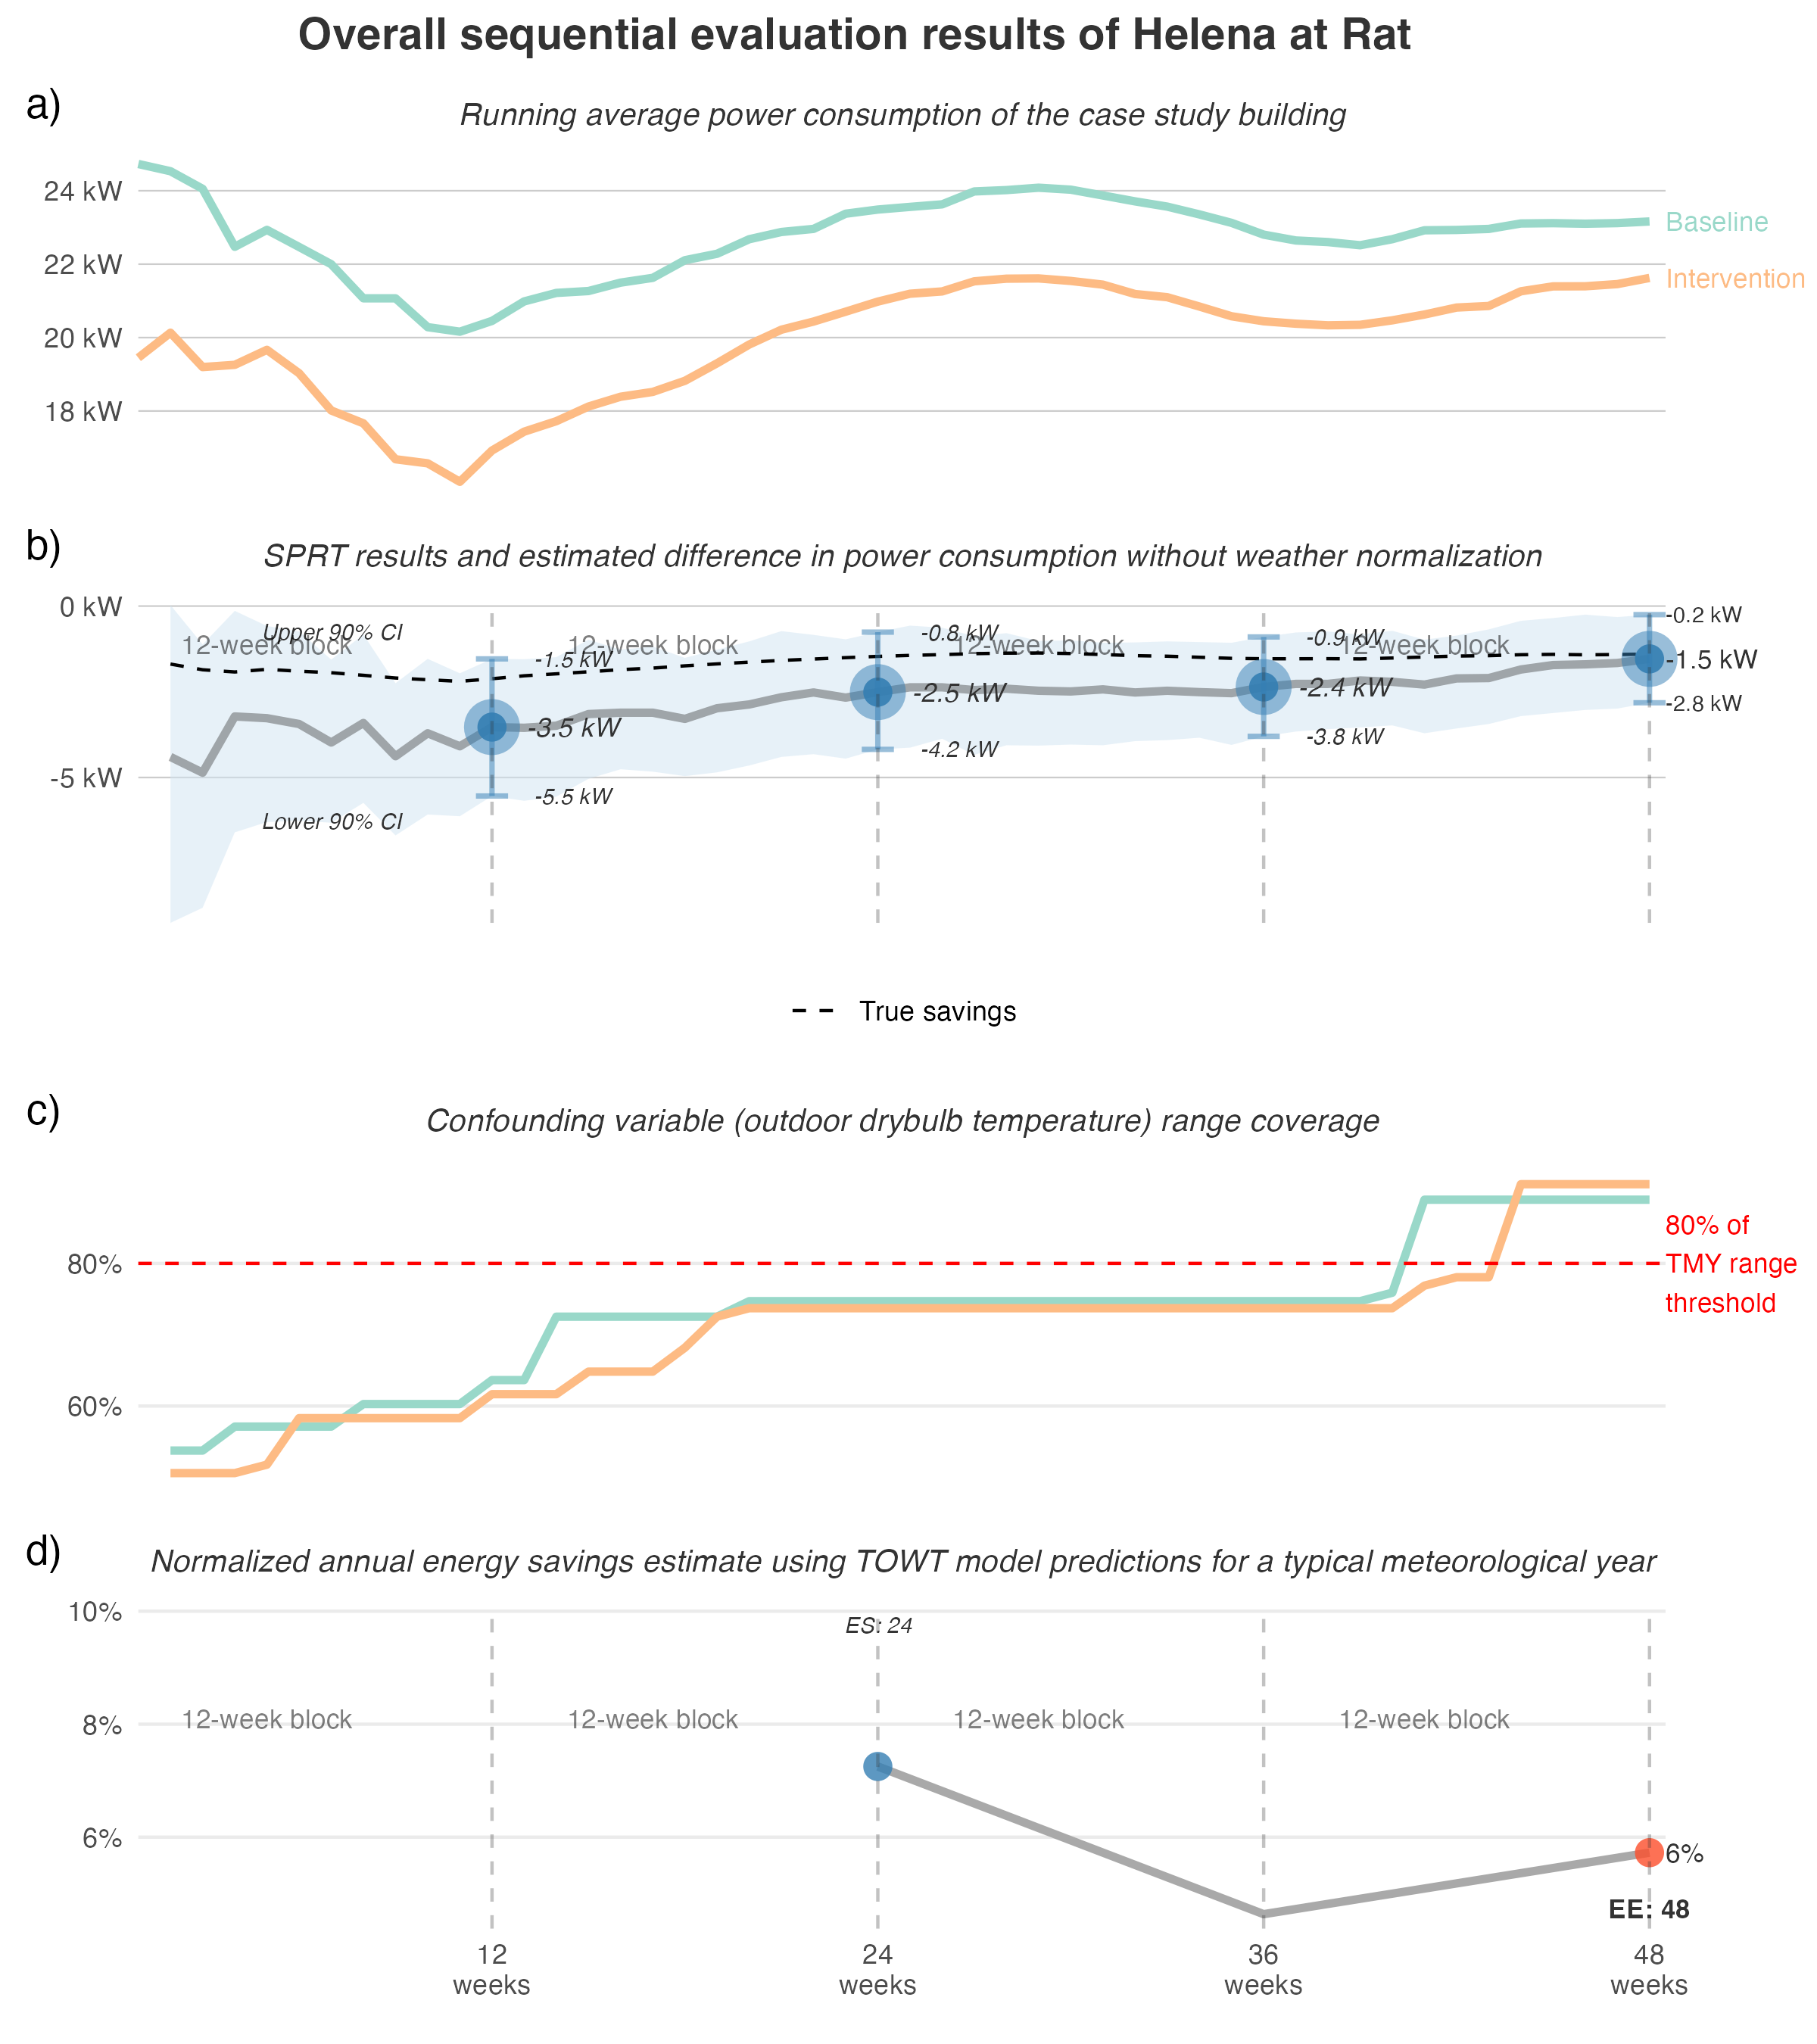 Overall sequential evaluation results of Helena at Rat
a)
Running average power consumption of the case study building
24 kW
22 kW
20 kW
18 kW
Baseline
Intervention
b)
SPRT results and estimated difference in power consumption without weather normalization
0 kW
-5 kW
12-week block
12-week block
12-week block
12-week block
Upper 90% CI
Lower 90% CI
-1.5 kW
-3.5 kW
-5.5 kW
-0.8 kW
-2.5 kW
-4.2 kW
-0.9 kW
-2.4 kW
-3.8 kW
-0.2 kW
-1.5 kW
-2.8 kW
True savings
c)
Confounding variable (outdoor drybulb temperature) range coverage
80%
60%
80% of
TMY range
threshold
d)
Normalized annual energy savings estimate using TOWT model predictions for a typical meteorological year
10%
8%
6%
ES: 24
12-week block
12-week block
12-week block
12-week block
6%
EE: 48
12
weeks
24
weeks
36
weeks
48
weeks